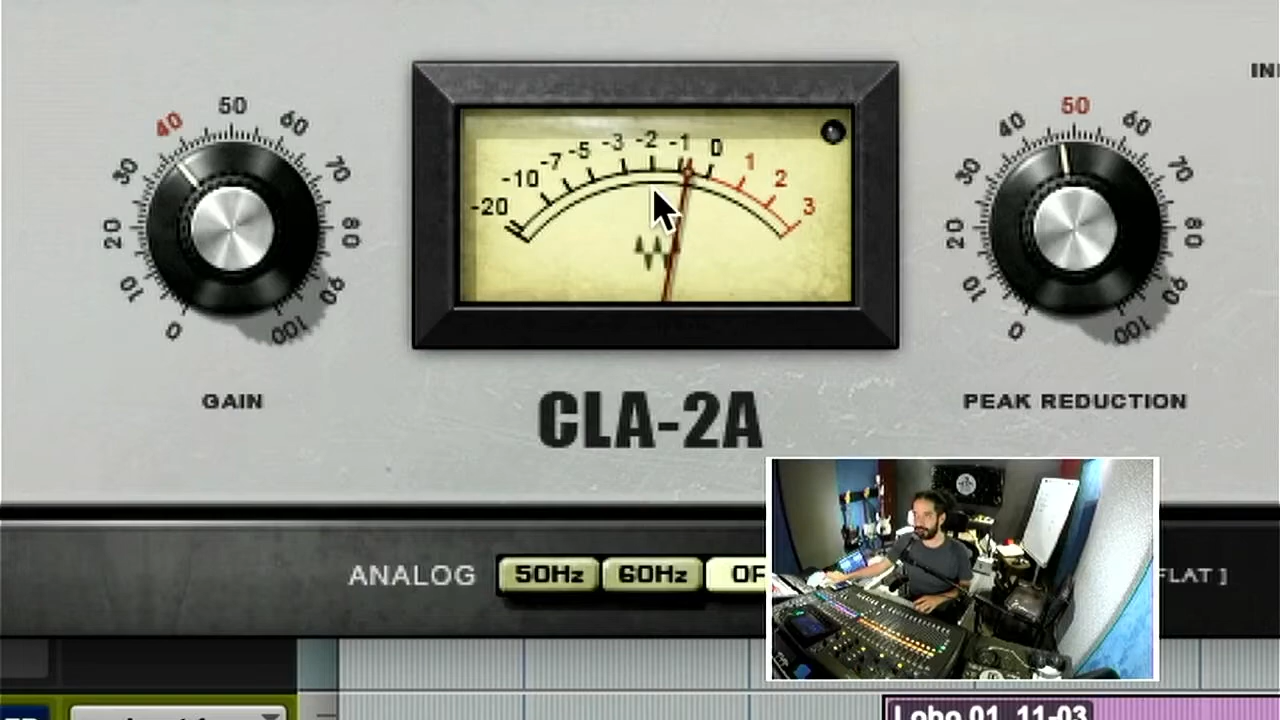 INP
0 10 20 30 40 50 60 70 80 90 100
GAIN
-20 -10 -7 -5 -3 -2 -1 0 1 2 3
0 10 20 30 40 50 60 70 80 90 100
PEAK REDUCTION
CLA-2A
ANALOG 50Hz 60Hz OF
FLAT ]
Lobo 01_11-03